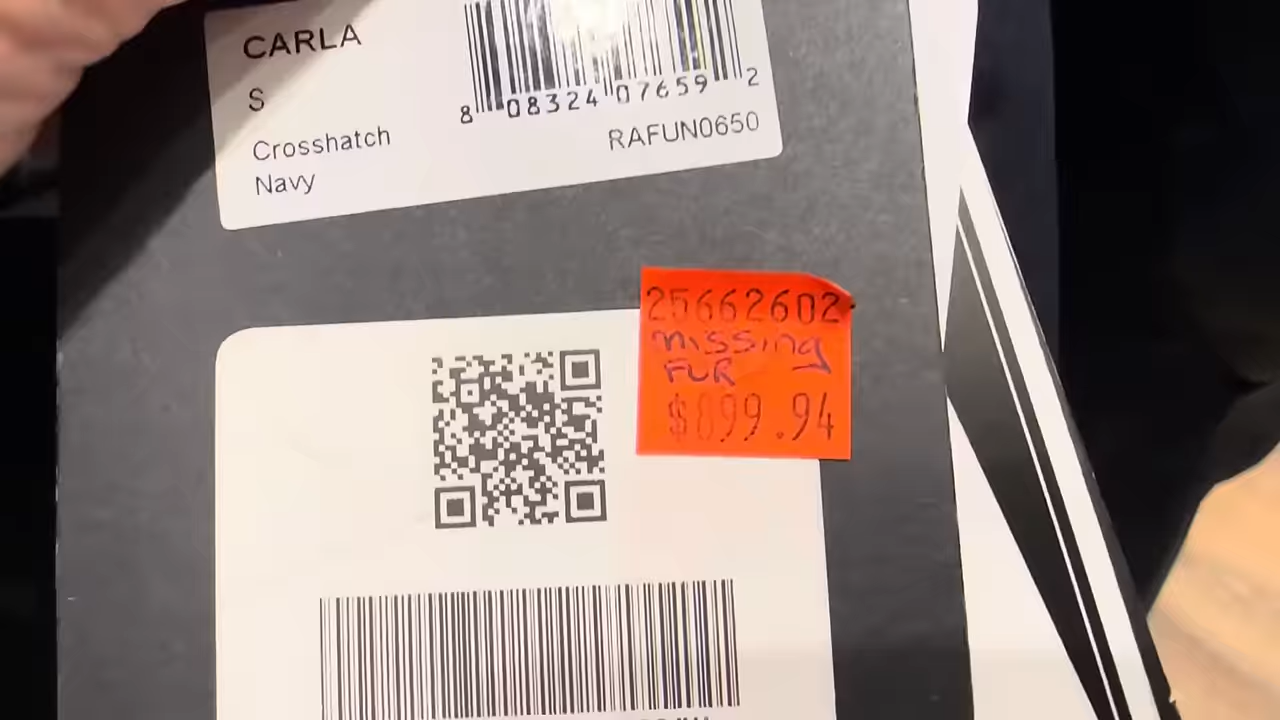 CARLA
S
Crosshatch
Navy
8 08324 07659 2
RAFUN0650
25662602
missing
FUR
$899.94